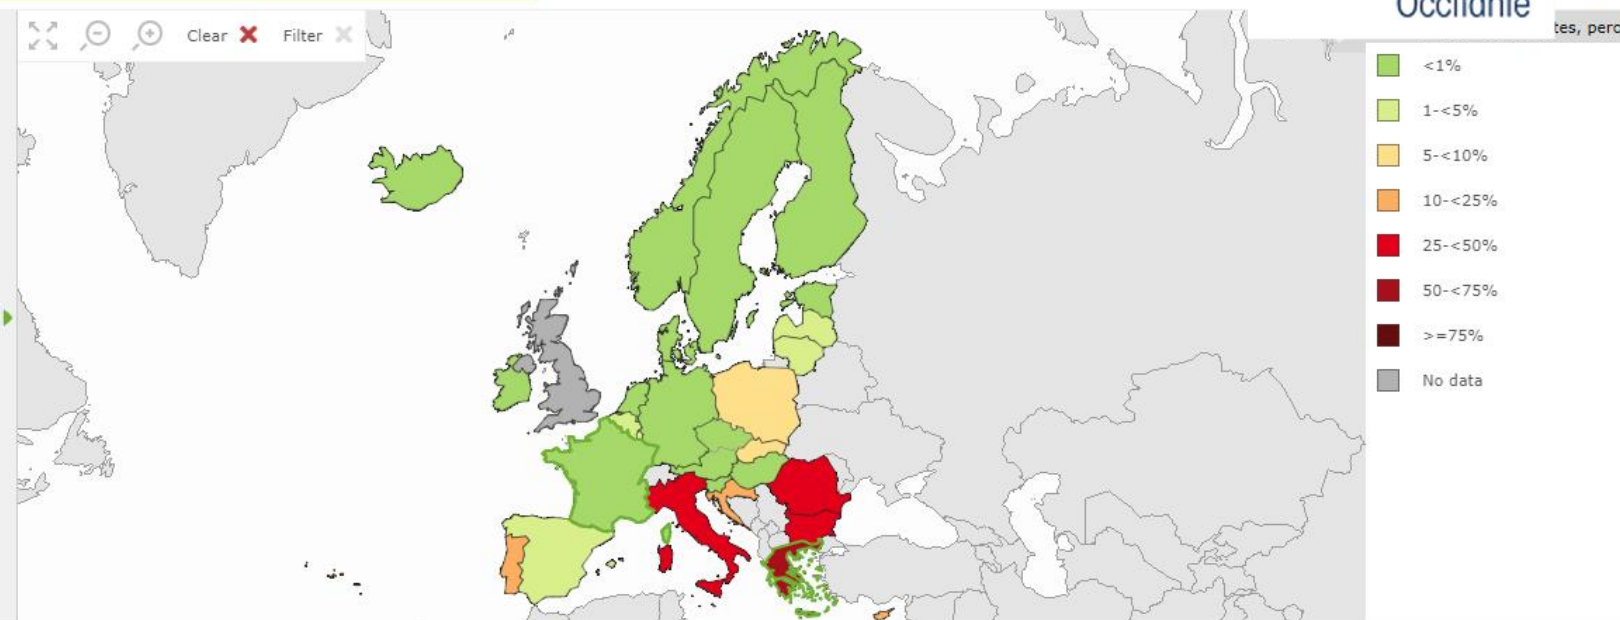 Occitanie
Clear Filter
tes, perc
<1%
1-<5%
5-<10%
10-<25%
25-<50%
50-<75%
>=75%
No data